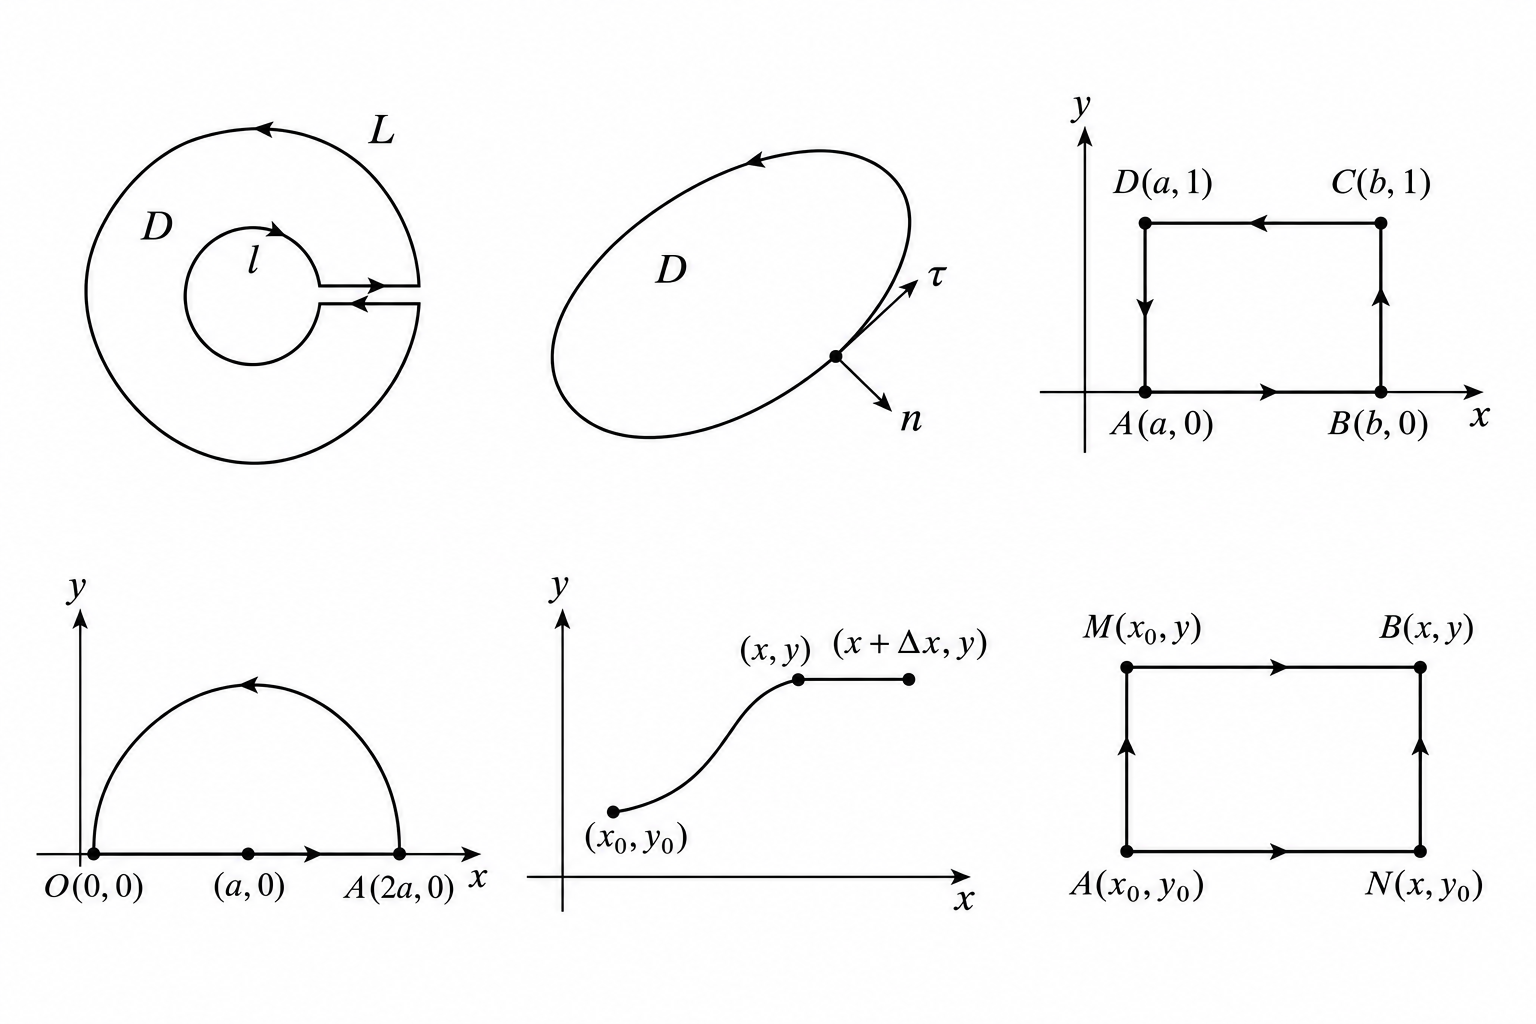 L
D
l
D
τ
n
y
D(a, 1)
C(b, 1)
A(a, 0)
B(b, 0)
x
y
O(0, 0)
(a, 0)
A(2a, 0)
x
y
(x, y)
(x + Δx, y)
(x₀, y₀)
x
M(x₀, y)
B(x, y)
A(x₀, y₀)
N(x, y₀)